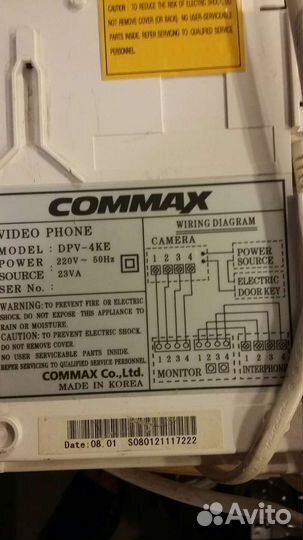 CAUTION : TO REDUCE THE RISK OF ELECTRIC SHOCK, DO
NOT REMOVE COVER (OR BACK). NO USER-SERVICEABLE
PARTS INSIDE. REFER SERVICING TO QUALIFIED SERVICE
PERSONNEL.
COMMAX
VIDEO PHONE
MODEL : DPV-4KE
POWER : 220V~ 50Hz
SOURCE : 23VA
SER No. :
WARNING: TO PREVENT FIRE OR ELECTRIC
SHOCK. DO NOT EXPOSE THIS APPLIANCE TO
RAIN OR MOISTURE.
CAUTION: TO PREVENT ELECTRIC SHOCK.
DO NOT REMOVE COVER.
NO USER SERVICEABLE PARTS INSIDE.
REFER SERVICING TO QUALIFIED SERVICE PERSONNEL.
COMMAX Co.,Ltd.
MADE IN KOREA
WIRING DIAGRAM
CAMERA
1 2 3 4
POWER
SOURCE
ELECTRIC
DOOR KEY
1 2 3 4
1 2 3 4
1 2 3 4
MONITOR
INTERPHONE
Date:08.01 S080121117222
Avito